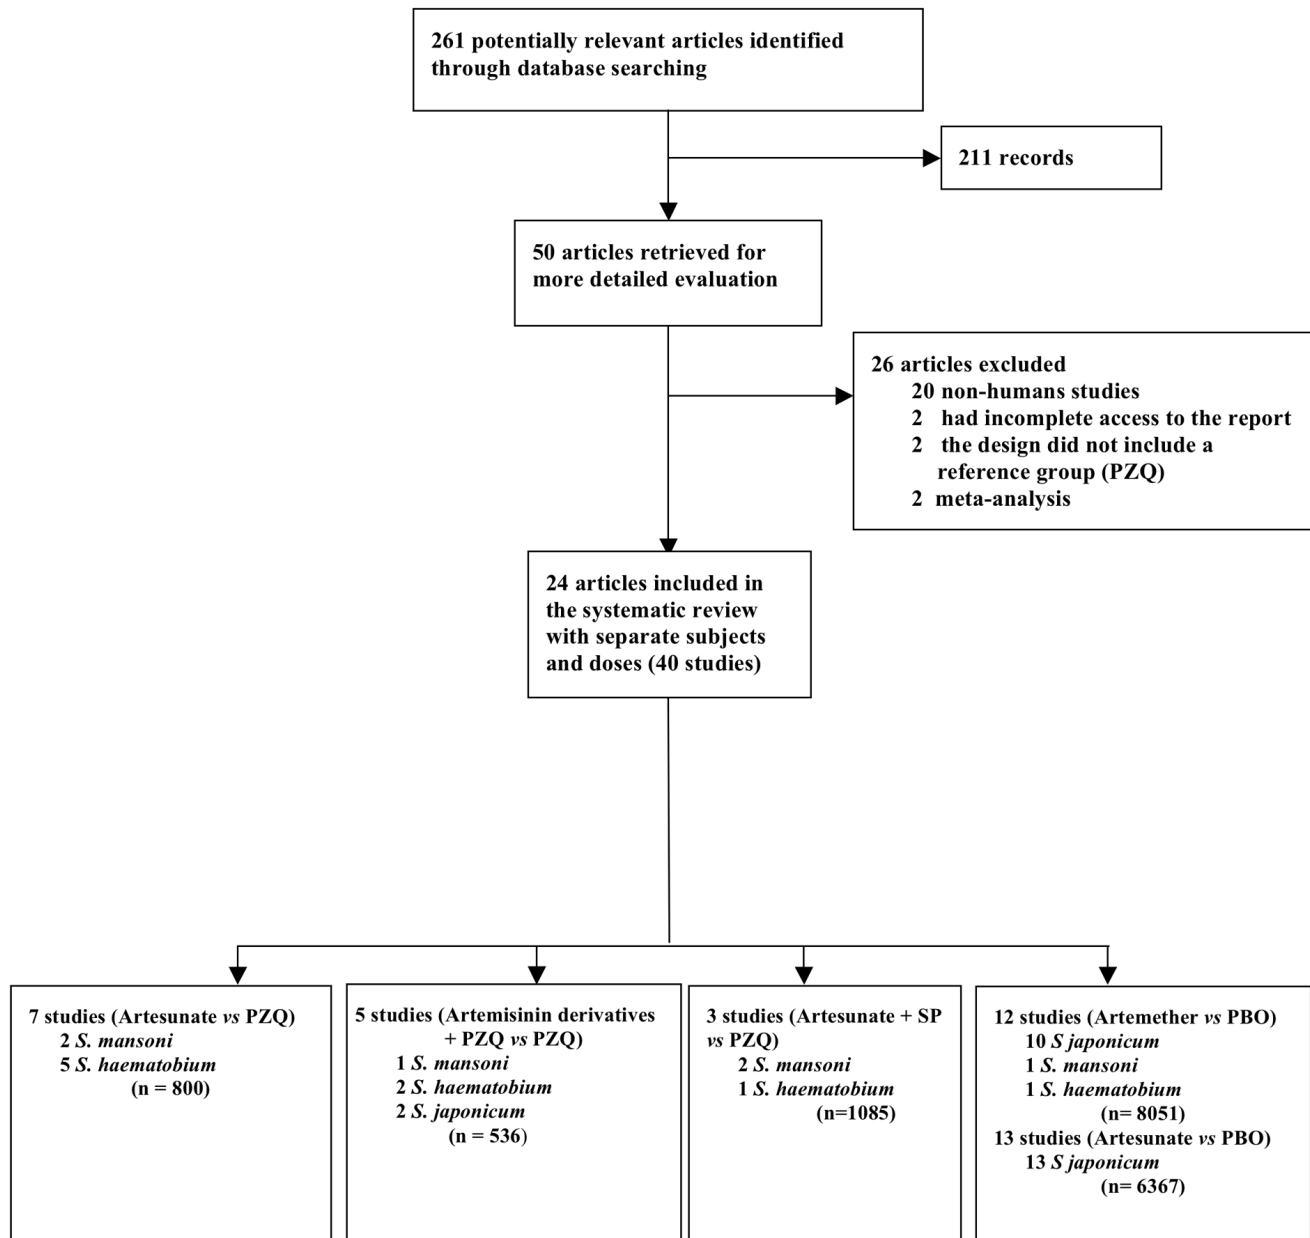 261 potentially relevant articles identified
through database searching
211 records
50 articles retrieved for
more detailed evaluation
26 articles excluded
20 non-humans studies
2 had incomplete access to the report
2 the design did not include a
reference group (PZQ)
2 meta-analysis
24 articles included in
the systematic review
with separate subjects
and doses (40 studies)
7 studies (Artesunate vs PZQ)
2 S. mansoni
5 S. haematobium
(n = 800)
5 studies (Artemisinin derivatives
+ PZQ vs PZQ)
1 S. mansoni
2 S. haematobium
2 S. japonicum
(n = 536)
3 studies (Artesunate + SP
vs PZQ)
2 S. mansoni
1 S. haematobium
(n=1085)
12 studies (Artemether vs PBO)
10 S japonicum
1 S. mansoni
1 S. haematobium
(n= 8051)
13 studies (Artesunate vs PBO)
13 S japonicum
(n= 6367)